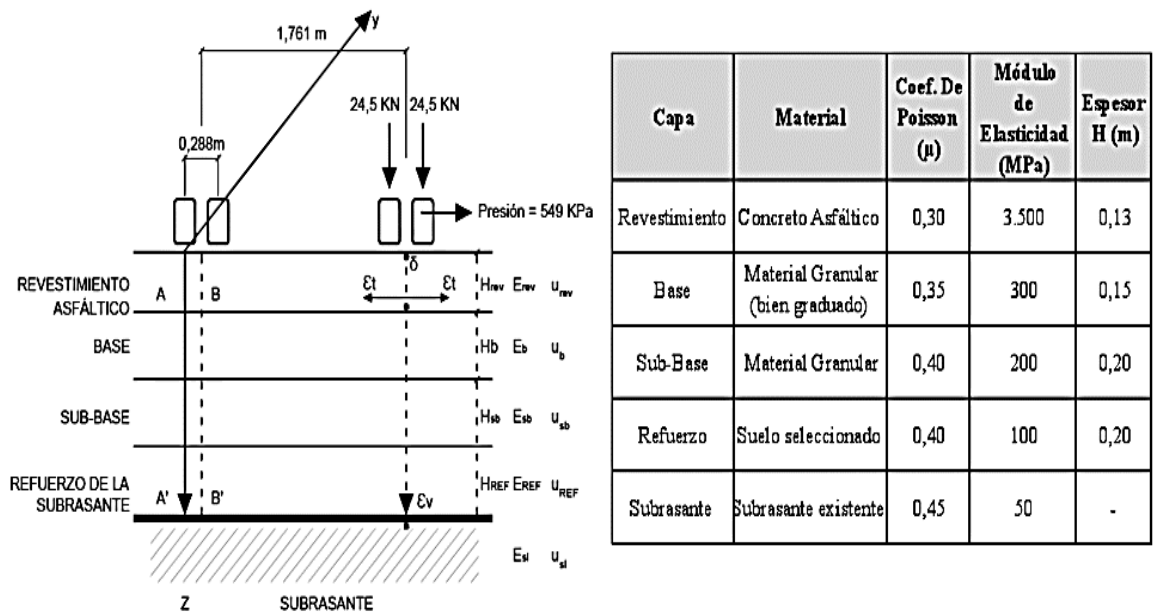 y
1,761 m
24,5 KN 24,5 KN
0,288m
Presión = 549 KPa
δ
REVESTIMIENTO
ASFÁLTICO
A B
Ɛt Ɛt
Hrev Erev urev
BASE
Hb Eb ub
SUB-BASE
Hsb Esb usb
REFUERZO DE LA
SUBRASANTE
A' B'
Ɛv
HREF EREF uREF
Esl usl
Z SUBRASANTE
Capa Material Coef. De Poisson (μ) Módulo de Elasticidad (MPa) Espesor H (m)
Revestimiento Concreto Asfáltico 0,30 3.500 0,13
Base Material Granular (bien graduado) 0,35 300 0,15
Sub-Base Material Granular 0,40 200 0,20
Refuerzo Suelo seleccionado 0,40 100 0,20
Subrasante Subrasante existente 0,45 50 -